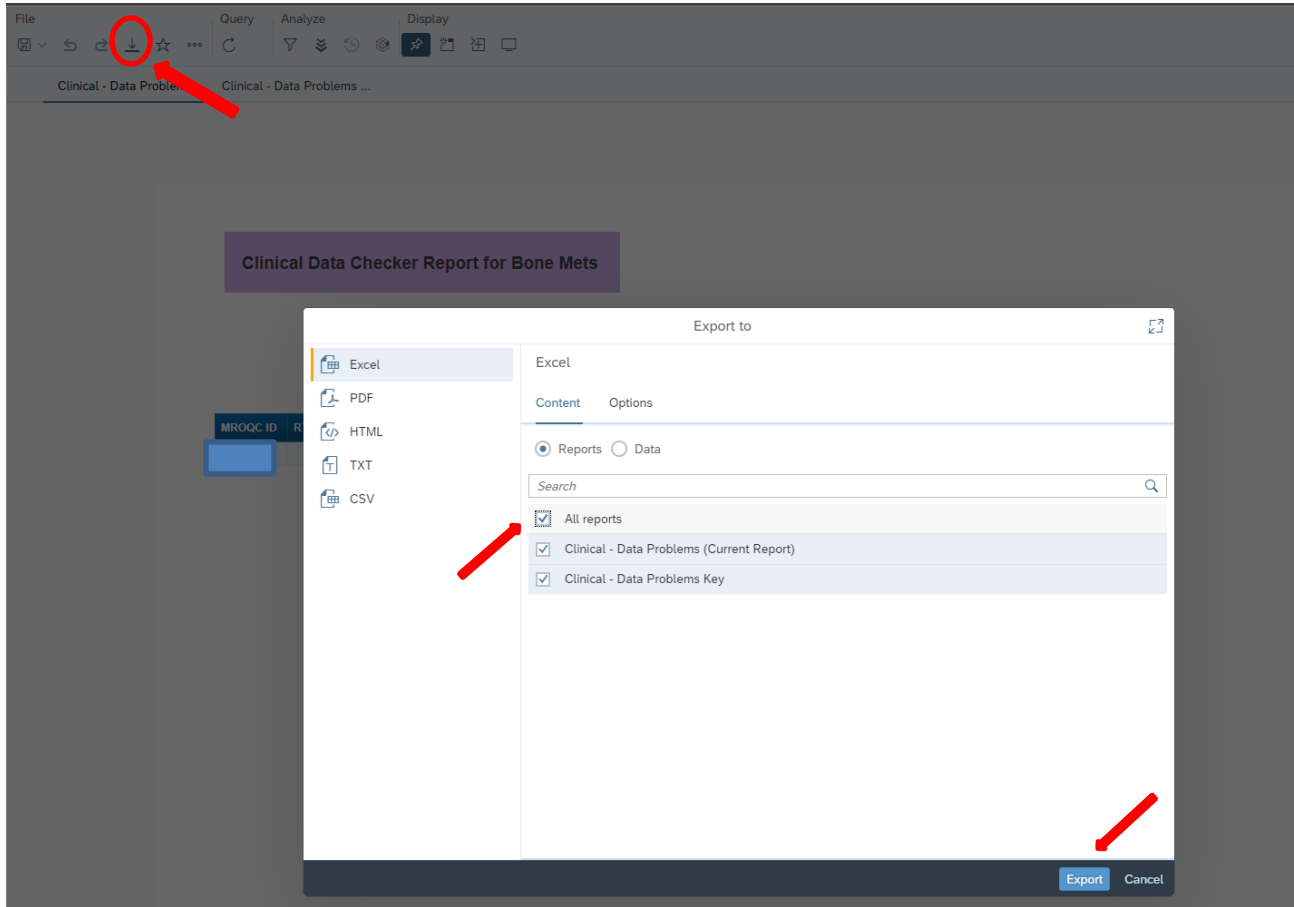 File Query Analyze Display
Clinical - Data Proble
Clinical - Data Problems ...
Clinical Data Checker Report for Bone Mets
MROQC ID
Export to
Excel
PDF
HTML
TXT
CSV
Excel
Content Options
Reports Data
Search
All reports
Clinical - Data Problems (Current Report)
Clinical - Data Problems Key
Export Cancel